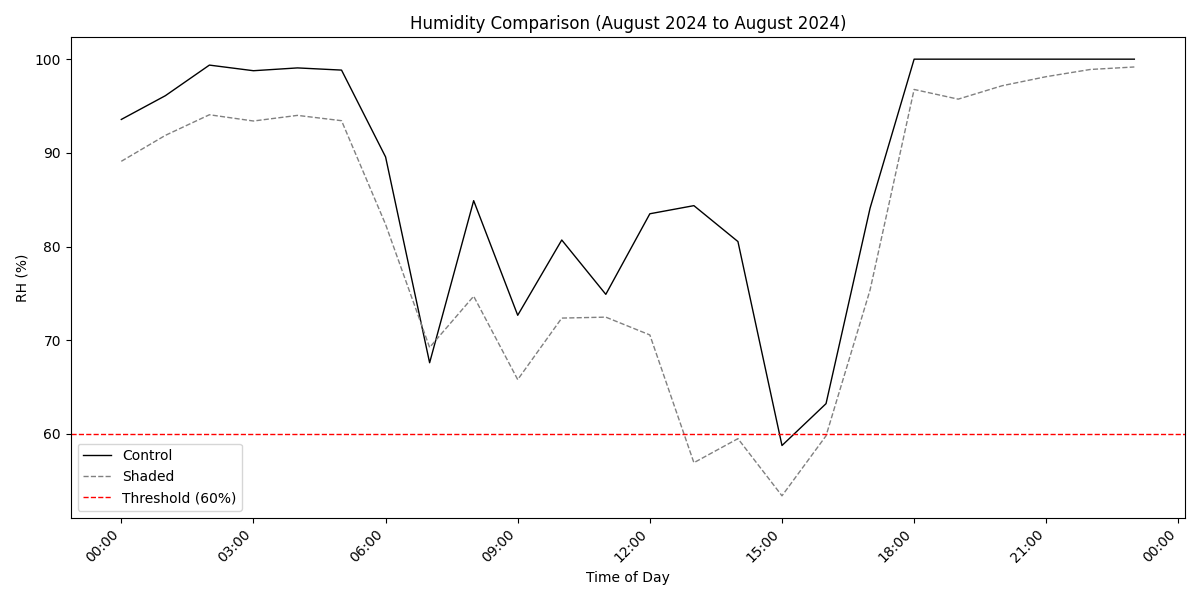 Humidity Comparison (August 2024 to August 2024)
100
90
80
70
60
RH (%)
Control
Shaded
Threshold (60%)
00:00
03:00
06:00
09:00
12:00
15:00
18:00
21:00
00:00
Time of Day